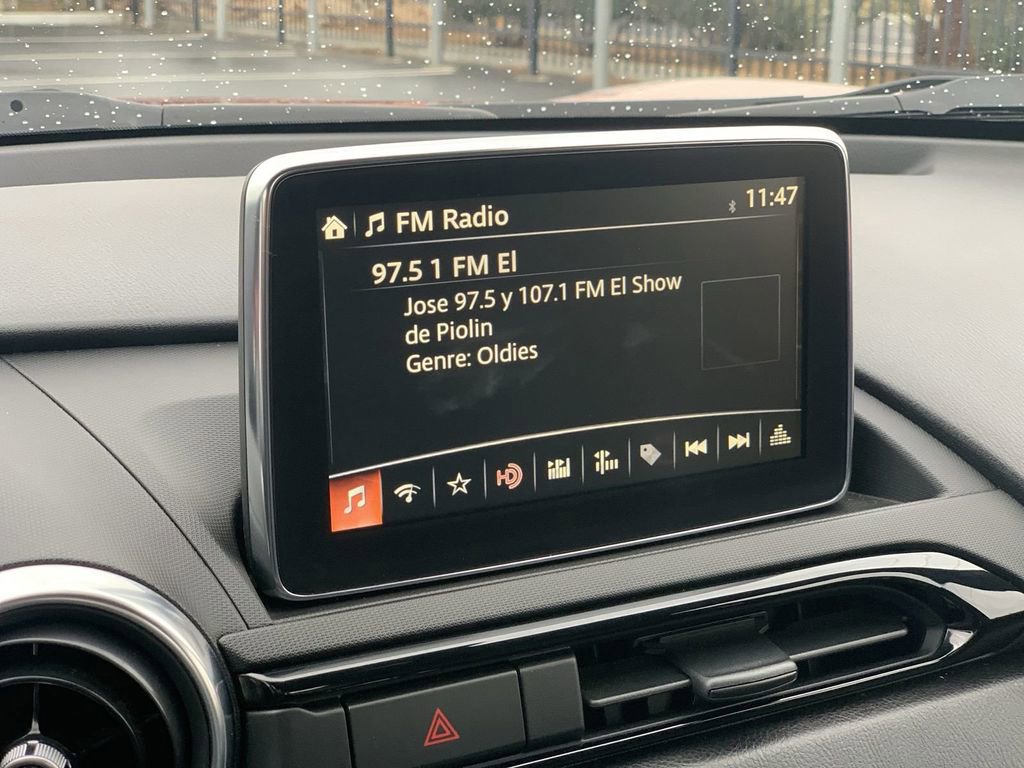 FM Radio 11:47
97.5 1 FM El
Jose 97.5 y 107.1 FM El Show
de Piolin
Genre: Oldies
HD